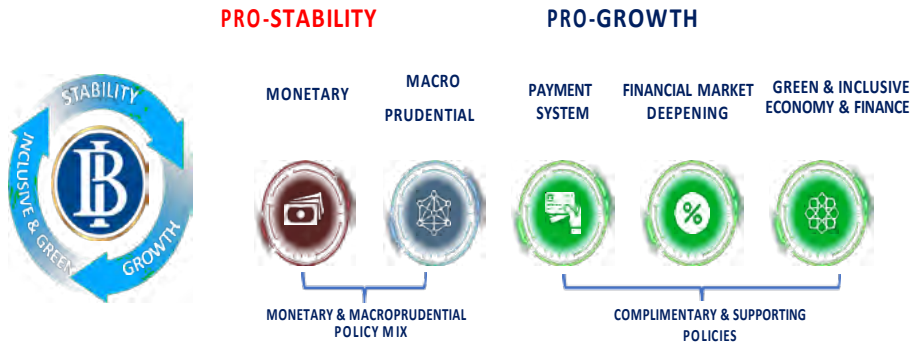 PRO-STABILITY
PRO-GROWTH
STABILITY
GROWTH
INCLUSIVE & GREEN
BI
MONETARY
MACRO
PRUDENTIAL
PAYMENT
SYSTEM
FINANCIAL MARKET
DEEPENING
GREEN & INCLUSIVE
ECONOMY & FINANCE
%
MONETARY & MACROPRUDENTIAL
POLICY MIX
COMPLIMENTARY & SUPPORTING
POLICIES